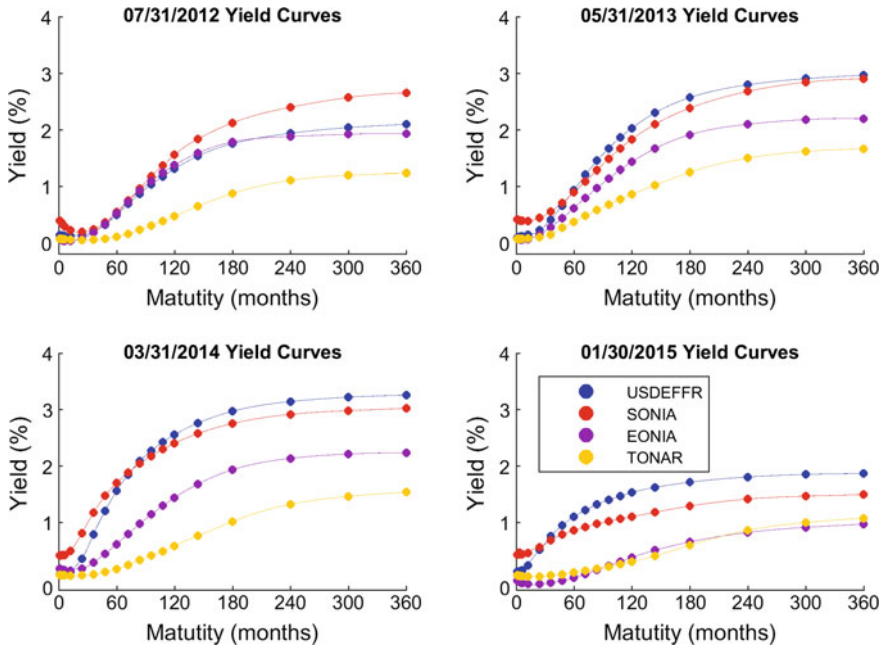 07/31/2012 Yield Curves
4
3
2
1
0
Yield (%)
0 60 120 180 240 300 360
Matutity (months)
05/31/2013 Yield Curves
4
3
2
1
0
Yield (%)
0 60 120 180 240 300 360
Matutity (months)
03/31/2014 Yield Curves
4
3
2
1
0
Yield (%)
0 60 120 180 240 300 360
Matutity (months)
01/30/2015 Yield Curves
4
3
2
1
0
Yield (%)
USDEFFR
SONIA
EONIA
TONAR
0 60 120 180 240 300 360
Matutity (months)